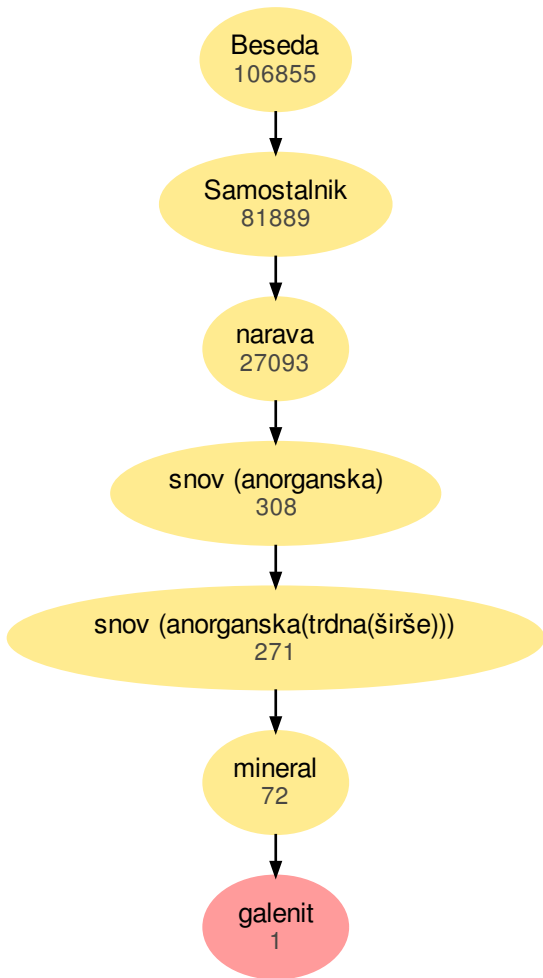 Beseda
106855
Samostalnik
81889
narava
27093
snov (anorganska)
308
snov (anorganska(trdna(širše)))
271
mineral
72
galenit
1